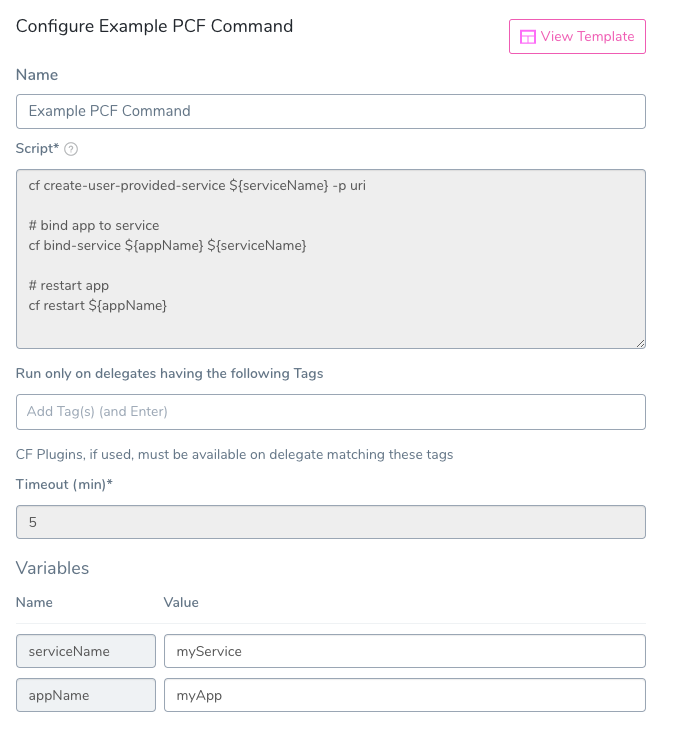 Configure Example PCF Command
View Template
Name
Example PCF Command
Script* ?
cf create-user-provided-service ${serviceName} -p uri
# bind app to service
cf bind-service ${appName} ${serviceName}
# restart app
cf restart ${appName}
Run only on delegates having the following Tags
Add Tag(s) (and Enter)
CF Plugins, if used, must be available on delegate matching these tags
Timeout (min)*
5
Variables
Name Value
serviceName myService
appName myApp